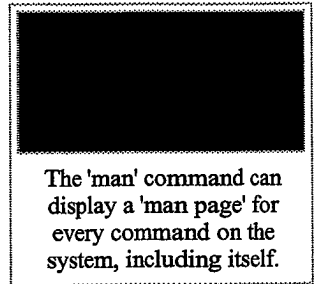 The 'man' command can
display a 'man page' for
every command on the
system, including itself.